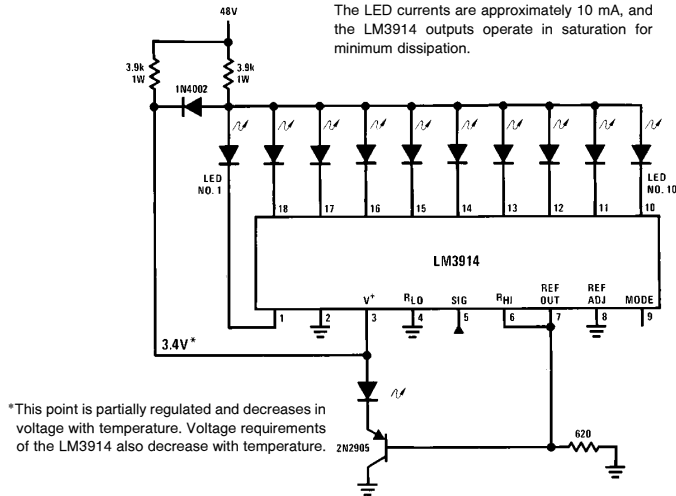 48V
The LED currents are approximately 10 mA, and
the LM3914 outputs operate in saturation for
minimum dissipation.
3.9k
1W
3.9k
1W
1N4002
LED
NO. 1
LED
NO. 10
18
17
16
15
14
13
12
11
10
LM3914
V+
RLO
SIG
RHI
REF
OUT
REF
ADJ
MODE
1
2
3
4
5
6
7
8
9
3.4V*
*This point is partially regulated and decreases in
voltage with temperature. Voltage requirements
of the LM3914 also decrease with temperature.
2N2905
620